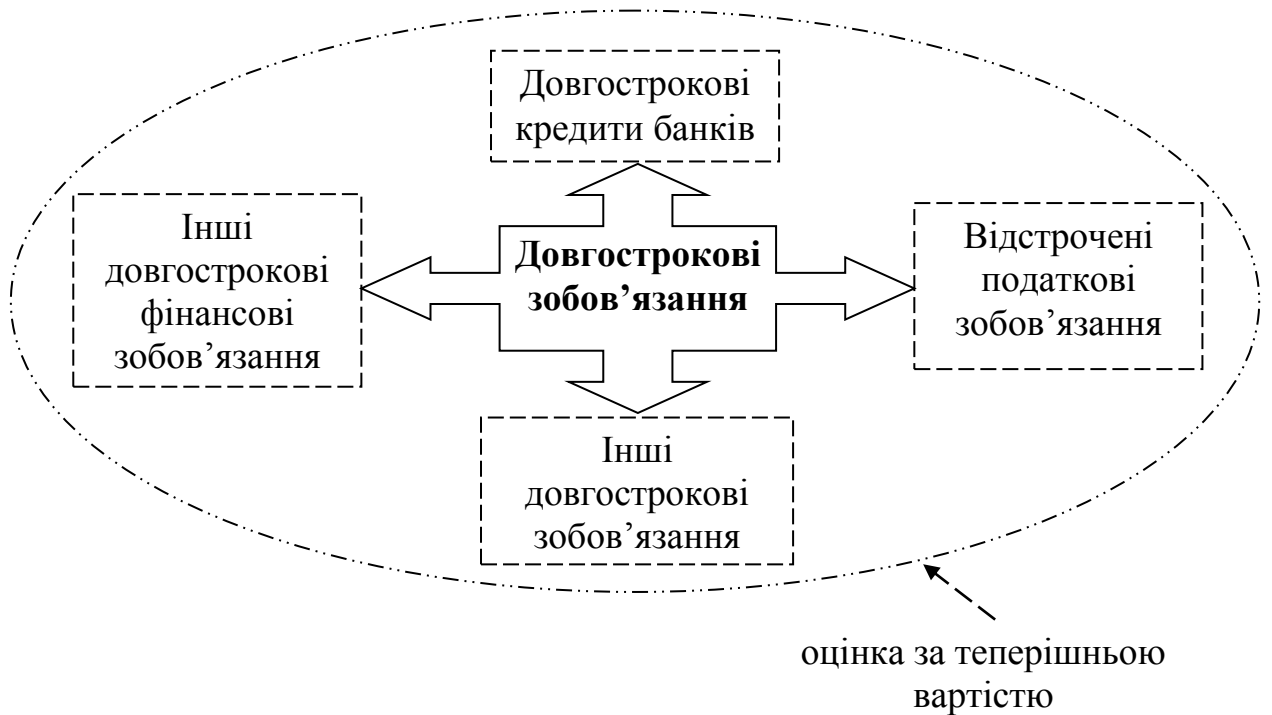 Довгострокові
кредити банків
Інші
довгострокові
фінансові
зобов’язання
Довгострокові
зобов’язання
Відстрочені
податкові
зобов’язання
Інші
довгострокові
зобов’язання
оцінка за теперішньою
вартістю